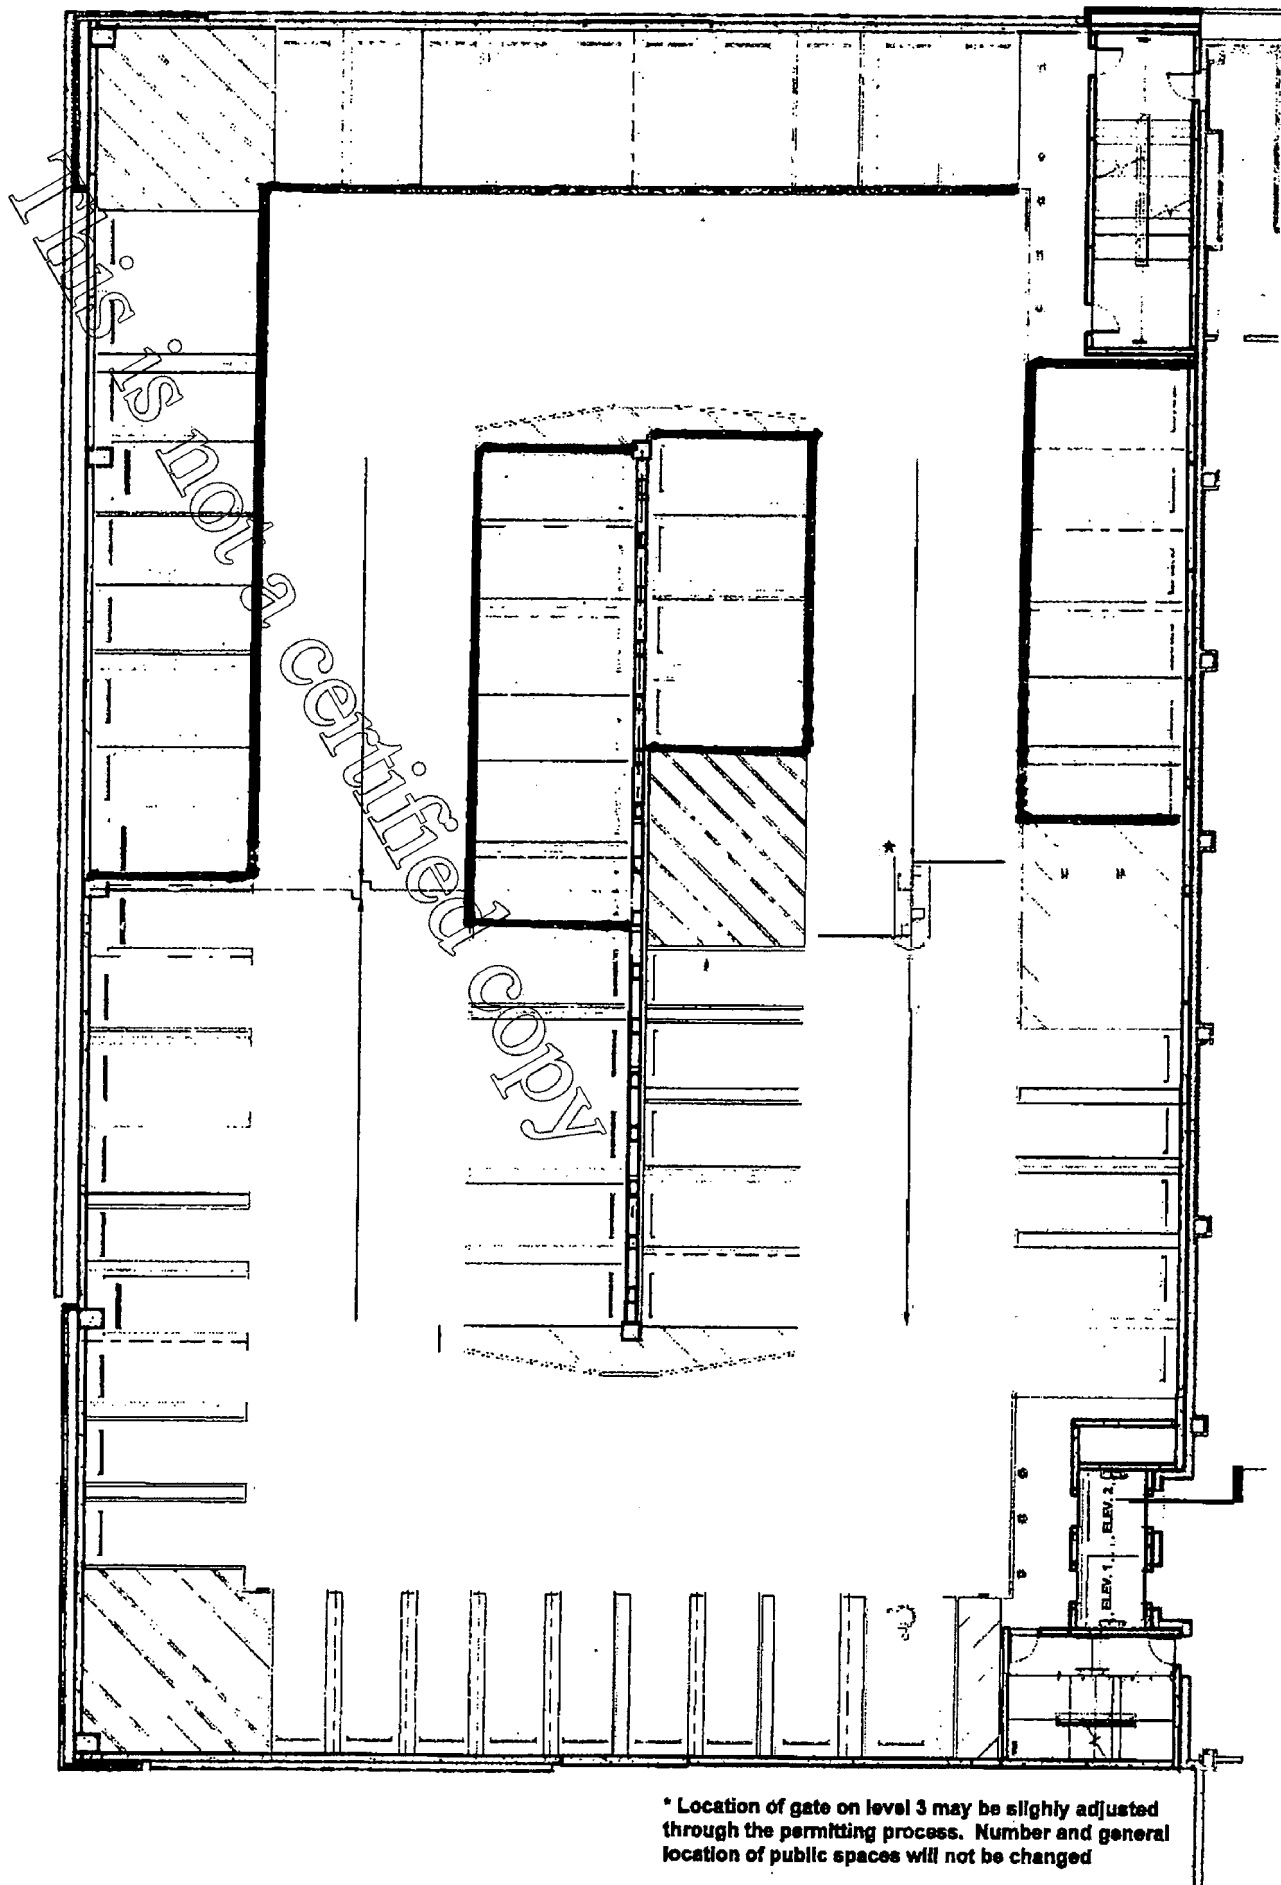 This is not a certified copy
*
ELEV. 1
ELEV. 2
* Location of gate on level 3 may be slighly adjusted
through the permitting process. Number and general
location of public spaces will not be changed